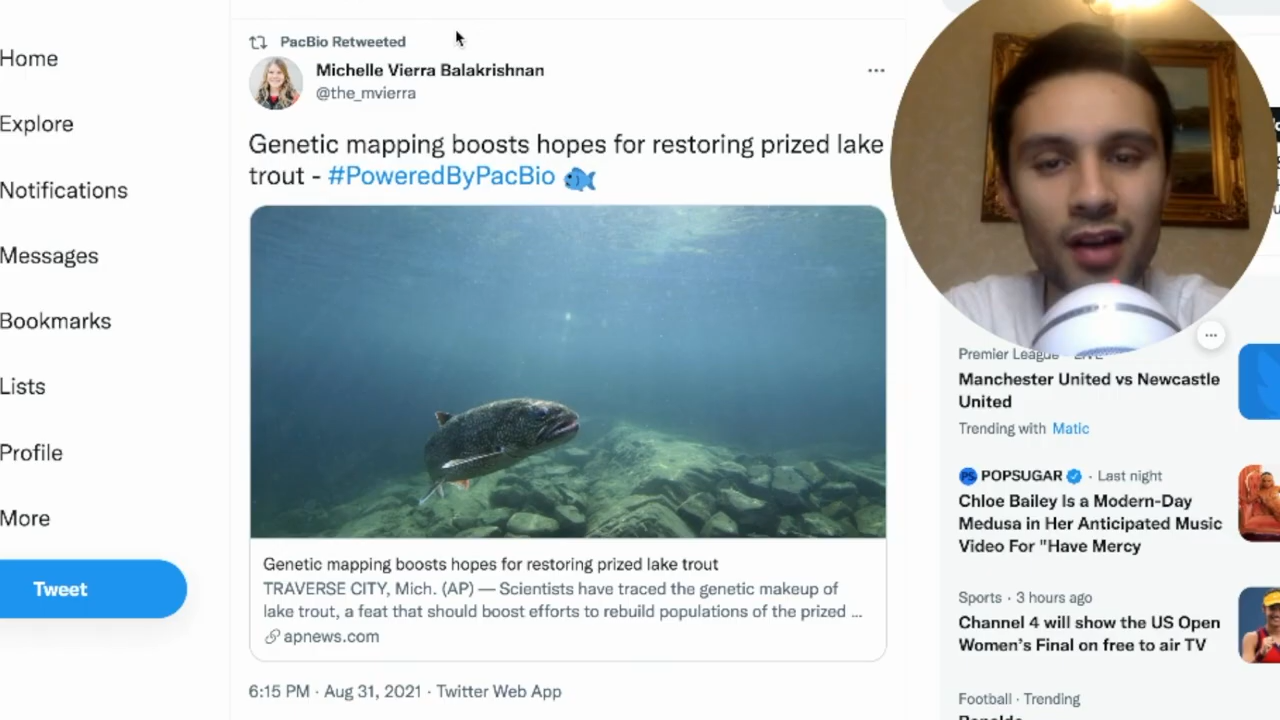 Home
Explore
Notifications
Messages
Bookmarks
Lists
Profile
More
Tweet
PacBio Retweeted
Michelle Vierra Balakrishnan
@the_mvierra
Genetic mapping boosts hopes for restoring prized lake
trout - #PoweredByPacBio
Genetic mapping boosts hopes for restoring prized lake trout
TRAVERSE CITY, Mich. (AP) — Scientists have traced the genetic makeup of
lake trout, a feat that should boost efforts to rebuild populations of the prized ...
apnews.com
6:15 PM · Aug 31, 2021 · Twitter Web App
Premier League · LIVE
Manchester United vs Newcastle
United
Trending with Matic
PS POPSUGAR · Last night
Chloe Bailey Is a Modern-Day
Medusa in Her Anticipated Music
Video For "Have Mercy
Sports · 3 hours ago
Channel 4 will show the US Open
Women's Final on free to air TV
Football · Trending
Ronaldo